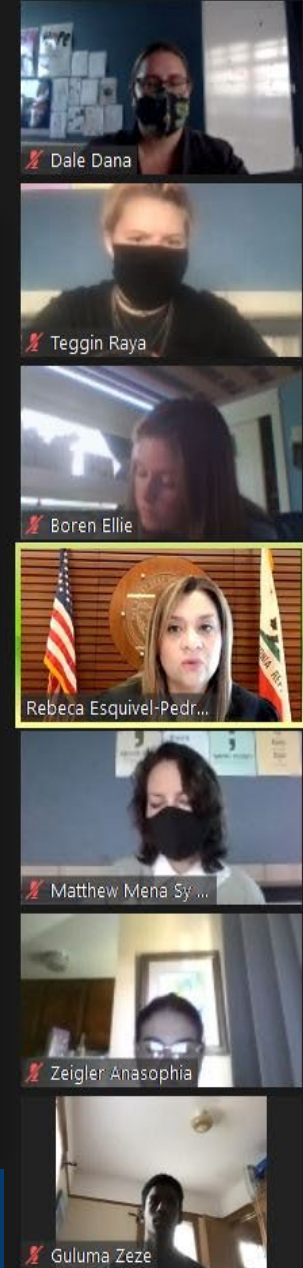 Dale Dana
Teggin Raya
Boren Ellie
Rebeca Esquivel-Pedr...
Matthew Mena Sy ...
Zeigler Anasophia
Guluma Zeze